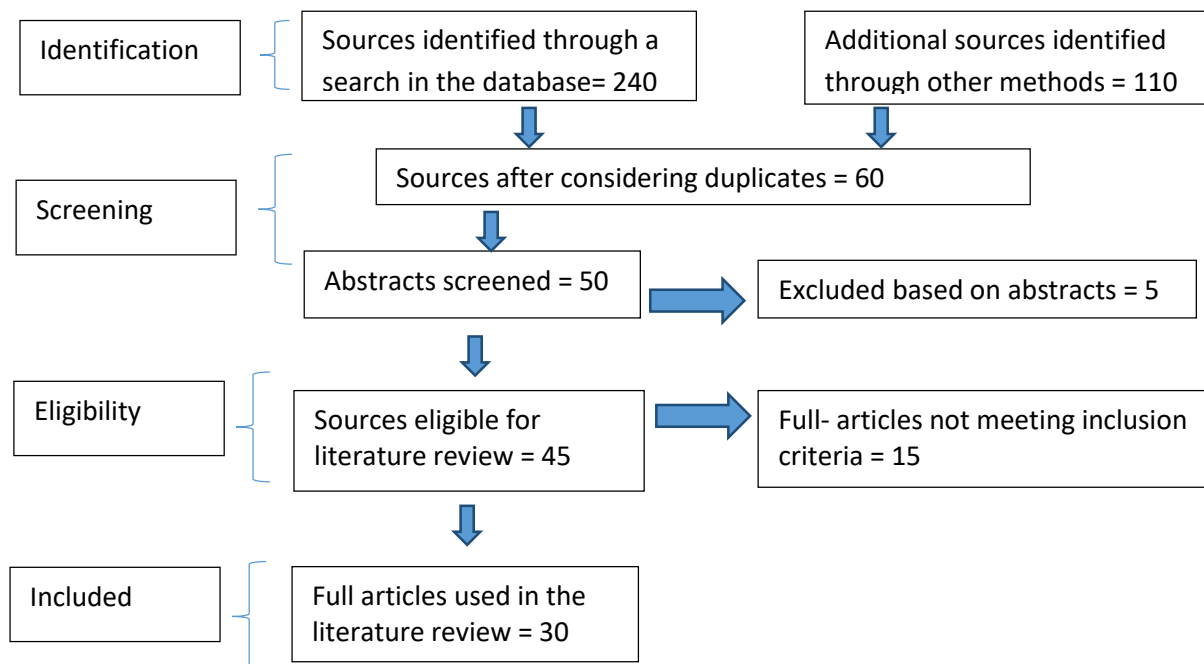 Identification
Sources identified through a
search in the database= 240
Additional sources identified
through other methods = 110
Screening
Sources after considering duplicates = 60
Abstracts screened = 50
Excluded based on abstracts = 5
Eligibility
Sources eligible for
literature review = 45
Full- articles not meeting inclusion
criteria = 15
Included
Full articles used in the
literature review = 30